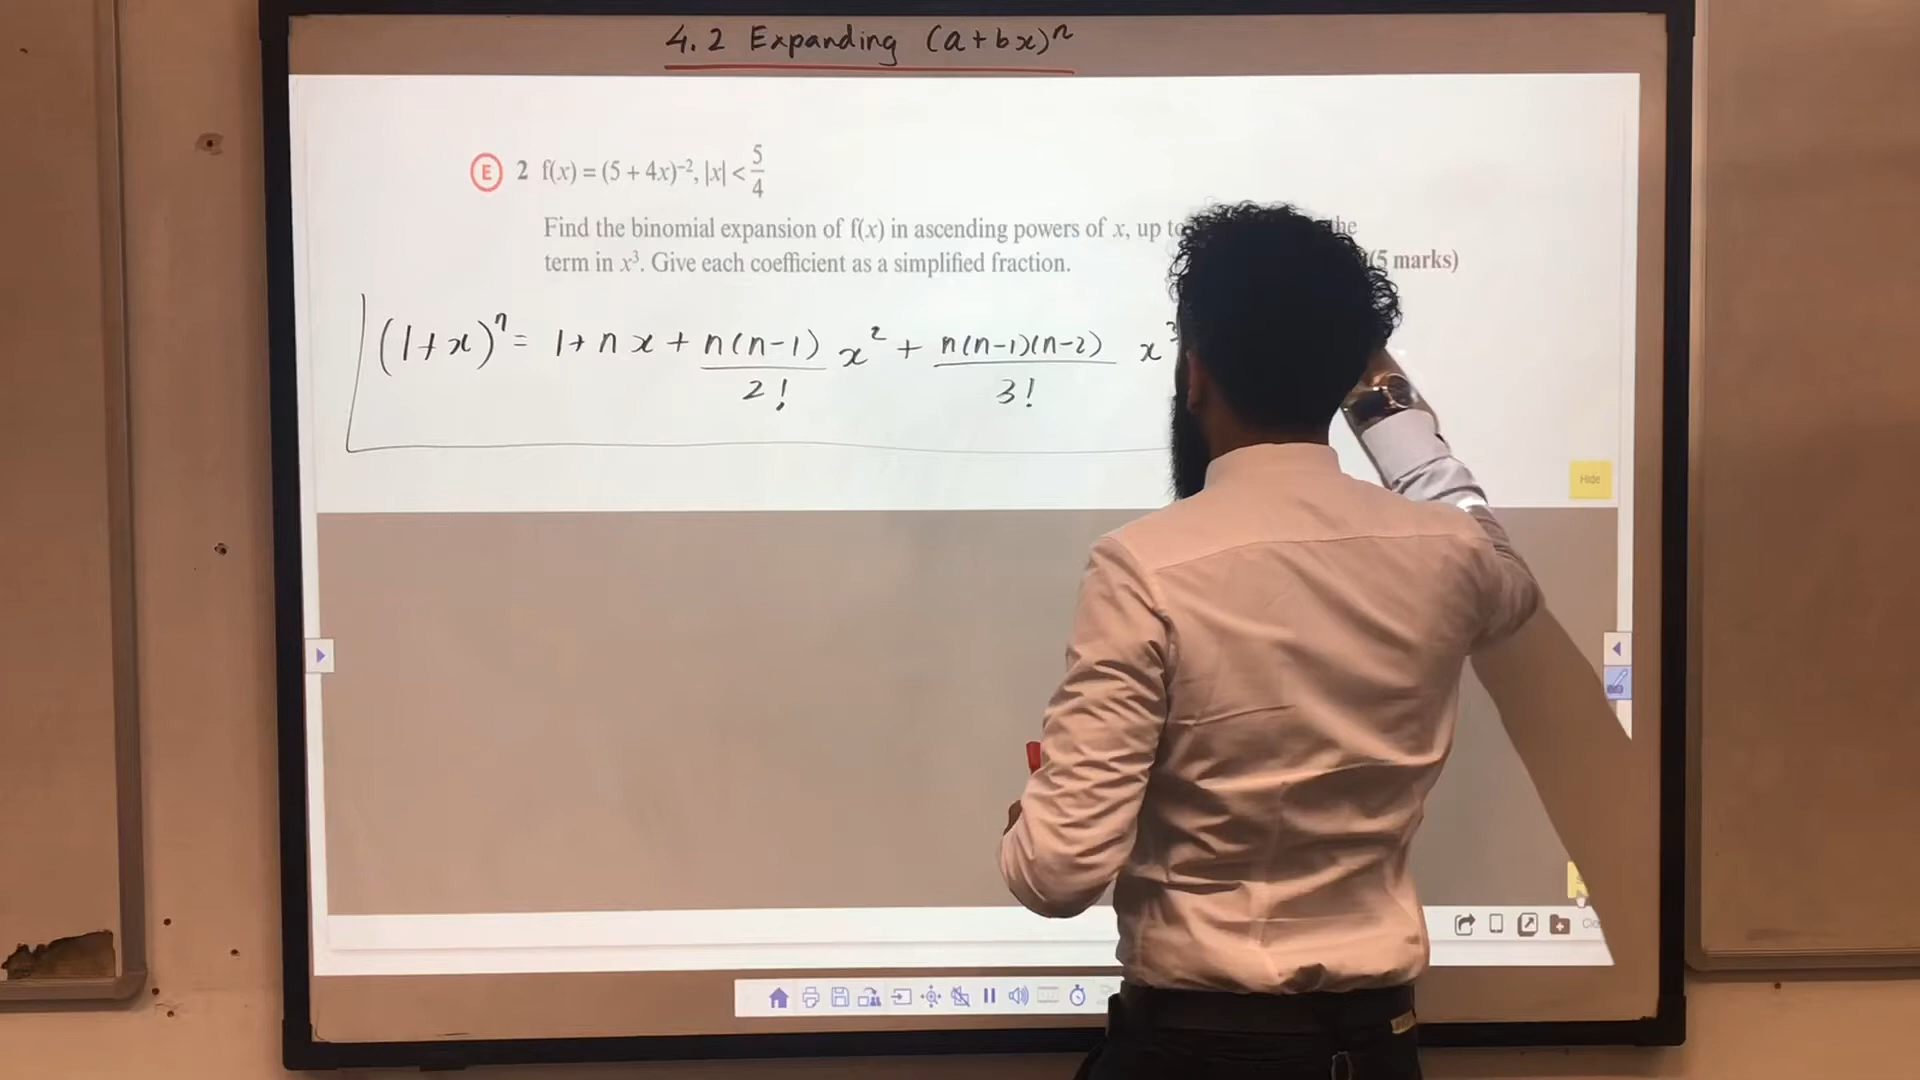 4.2 Expanding (a+bx)ⁿ
E 2 f(x) = (5 + 4x)⁻², |x| < 5/4
Find the binomial expansion of f(x) in ascending powers of x, up to the
term in x³. Give each coefficient as a simplified fraction. (5 marks)
(1+x)ⁿ = 1 + n x + n(n-1)/2! x² + n(n-1)(n-2)/3! x³
Hide